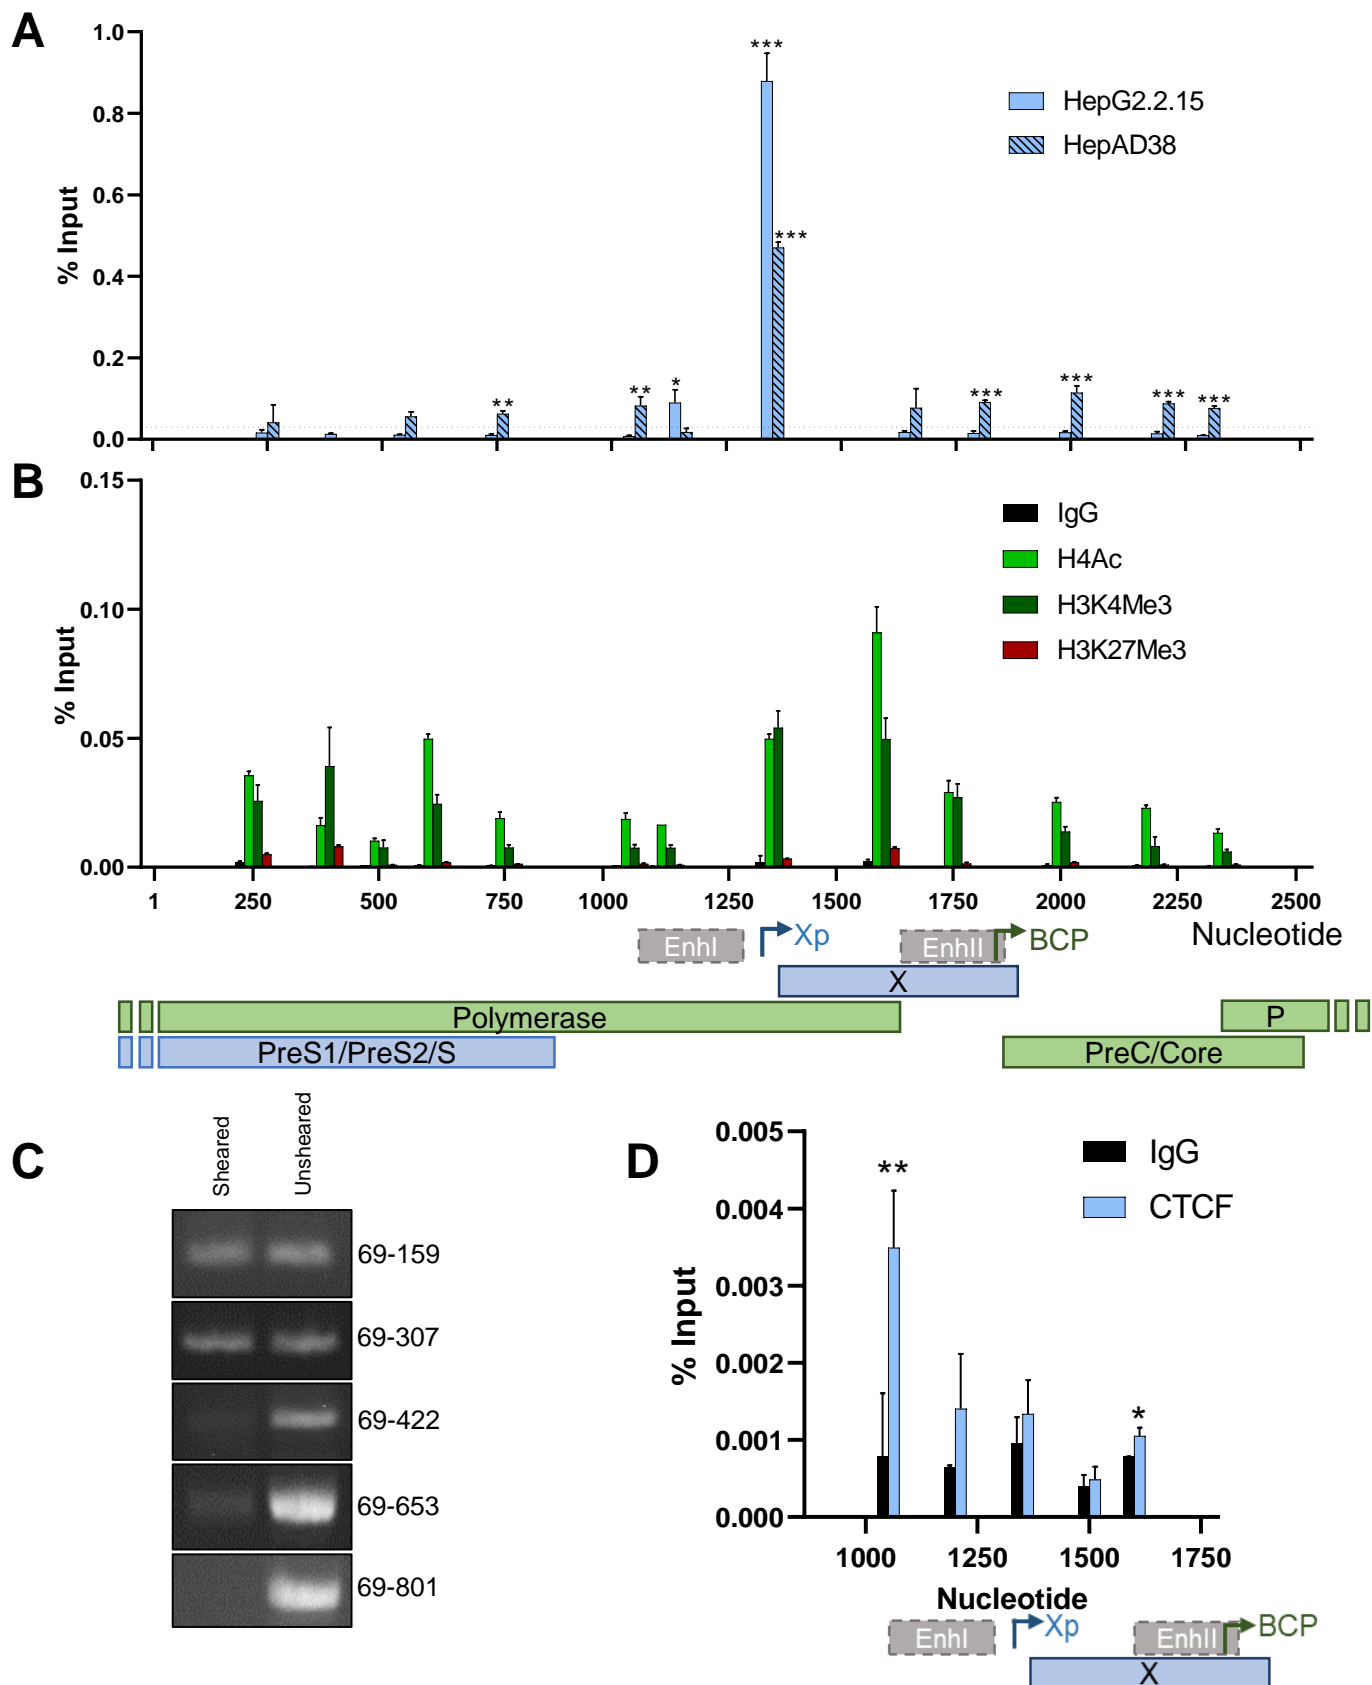 A
1.0
0.8
0.6
0.4
0.2
0.0
% Input
***
***
**
**
*
***
***
***
***
HepG2.2.15
HepAD38
B
0.15
0.10
0.05
0.00
% Input
IgG
H4Ac
H3K4Me3
H3K27Me3
1 250 500 750 1000 1250 1500 1750 2000 2250 2500
Nucleotide
EnhI Xp EnhII BCP
X
Polymerase P
PreS1/PreS2/S PreC/Core
C
Sheared
Unsheared
69-159
69-307
69-422
69-653
69-801
D
0.005
0.004
0.003
0.002
0.001
0.000
% Input
**
*
IgG
CTCF
1000 1250 1500 1750
Nucleotide
EnhI Xp EnhII BCP
X